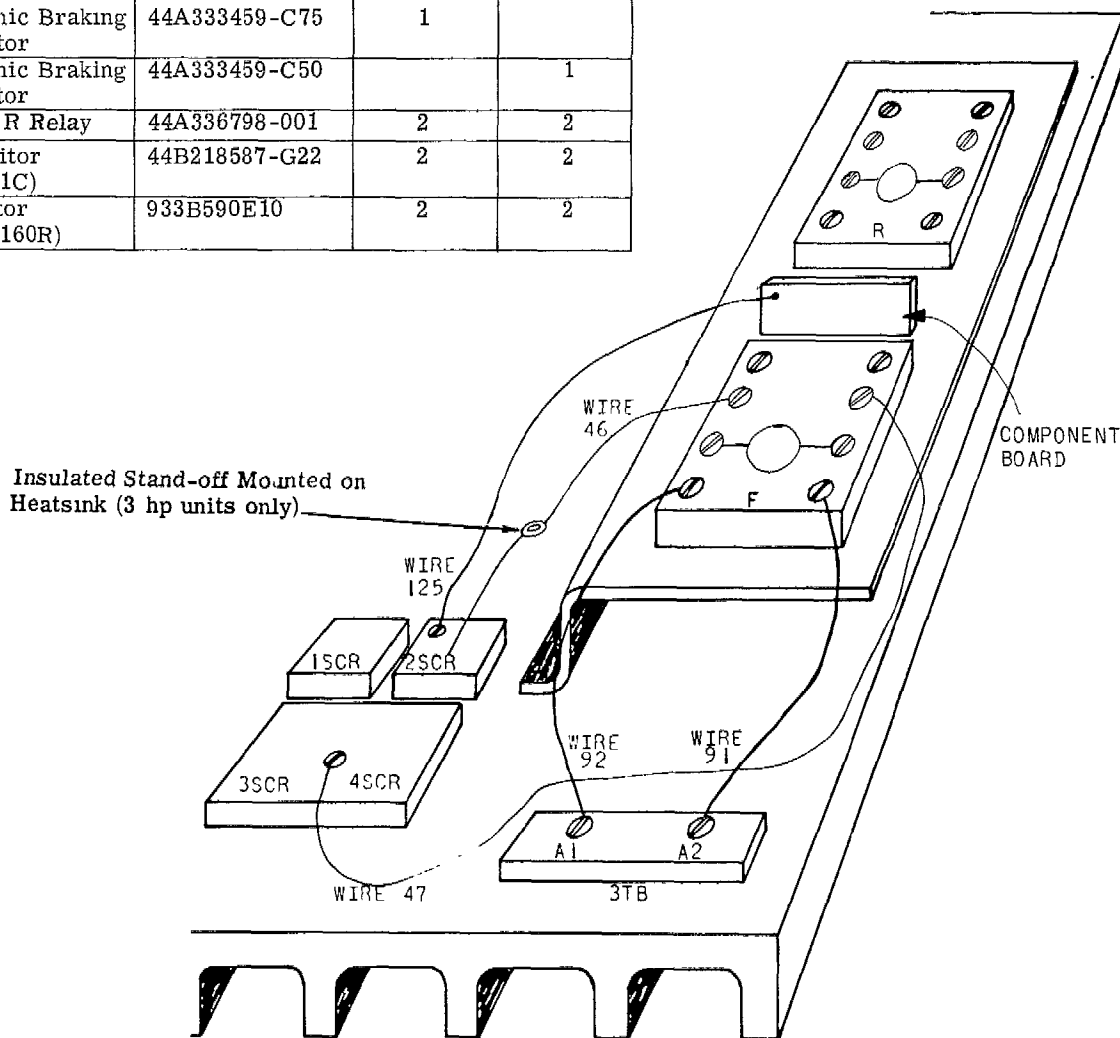 nic Braking 44A333459-C75 1
tor
nic Braking 44A333459-C50 1
tor
R Relay 44A336798-001 2 2
itor 44B218587-G22 2 2
1C)
tor 933B590E10 2 2
160R)
R
WIRE
46
COMPONENT
BOARD
Insulated Stand-off Mounted on
Heatsink (3 hp units only)
F
WIRE
125
1SCR 2SCR
WIRE
92
WIRE
91
3SCR 4SCR
A1 A2
WIRE 47
3TB